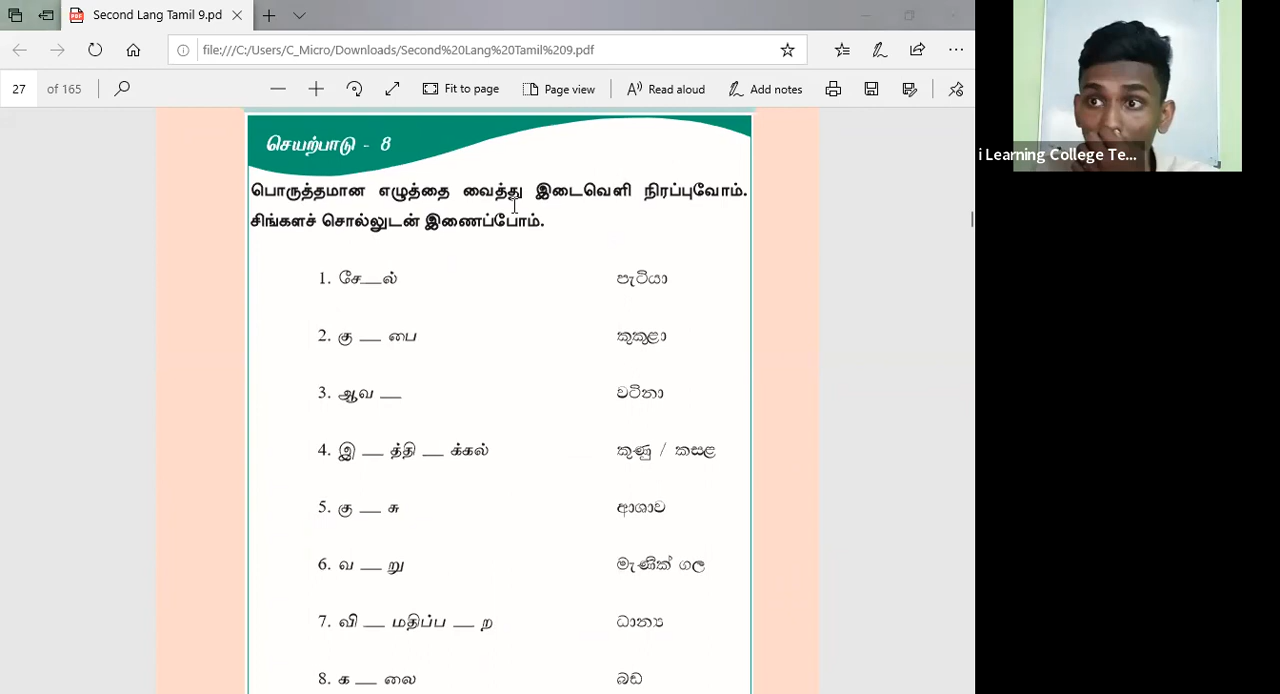 Second Lang Tamil 9.pd
file:///C:/Users/C_Micro/Downloads/Second%20Lang%20Tamil%209.pdf
27 of 165
Fit to page
Page view
Read aloud
Add notes
i Learning College Te...
செயற்பாடு - 8
பொருத்தமான எழுத்தை வைத்து இடைவெளி நிரப்புவோம்.
சிங்களச் சொல்லுடன் இணைப்போம்.
1. சே__ல் පැටියා
2. கு __ பை කුකුළා
3. ஆவ __ වටිනා
4. இ __ த்தி __ க்கல் කුණු / කසළ
5. கு __ சு ආශාව
6. வ __ று මැණික් ගල
7. வி __ மதிப்ப __ ற ධාන්‍ය
8. க __ லை බඩ